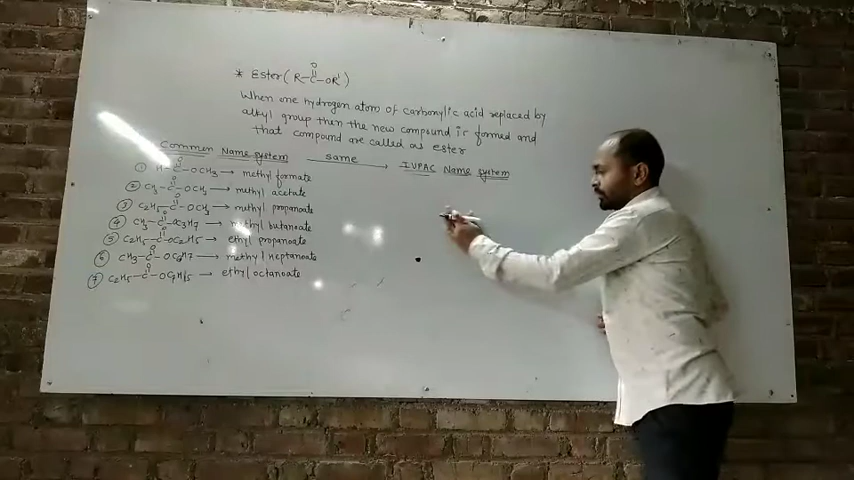 * Ester ( R-C-OR' )
O
When one hydrogen atom of carboxylic acid replaced by
alkyl group then the new compound is formed and
that compound are called as ester
Common Name system same → IUPAC Name system
① H-C-OCH3 → methyl formate
O
② CH3-C-OCH3 → methyl acetate
O
③ C2H5-C-OCH3 → methyl propanoate
O
④ CH3-C-OC3H7 → methyl butanoate
O
⑤ C2H5-C-OC2H5 → ethyl propanoate
O
⑥ CH3-C-OC6H7 → methyl heptanoate
O
⑦ C2H5-C-OC7H15 → ethyl octanoate
O